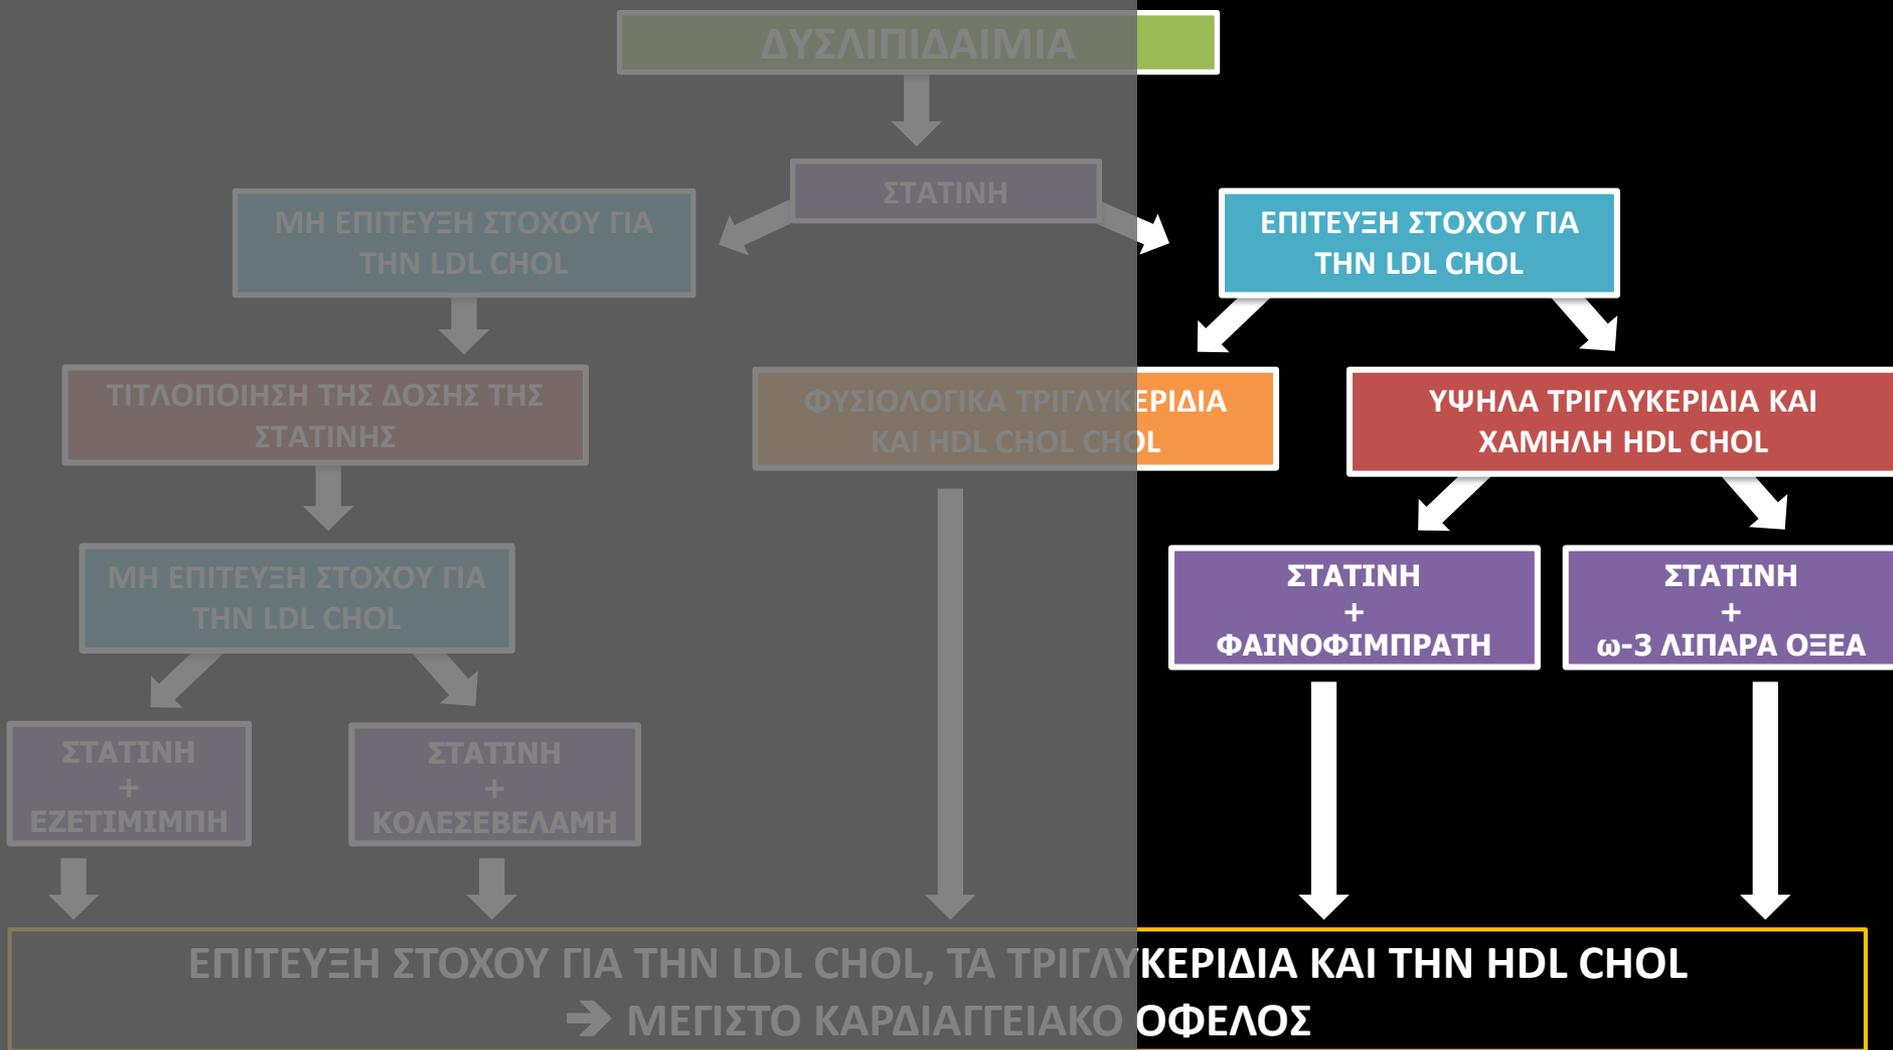 ΔΥΣΛΙΠΙΔΑΙΜΙΑ
ΣΤΑΤΙΝΗ
ΜΗ ΕΠΙΤΕΥΞΗ ΣΤΟΧΟΥ ΓΙΑ
ΤΗΝ LDL CHOL
ΕΠΙΤΕΥΞΗ ΣΤΟΧΟΥ ΓΙΑ
ΤΗΝ LDL CHOL
ΤΙΤΛΟΠΟΙΗΣΗ ΤΗΣ ΔΟΣΗΣ ΤΗΣ
ΣΤΑΤΙΝΗΣ
ΦΥΣΙΟΛΟΓΙΚΑ ΤΡΙΓΛΥΚΕΡΙΔΙΑ
ΚΑΙ HDL CHOL CHOL
ΥΨΗΛΑ ΤΡΙΓΛΥΚΕΡΙΔΙΑ ΚΑΙ
ΧΑΜΗΛΗ HDL CHOL
ΜΗ ΕΠΙΤΕΥΞΗ ΣΤΟΧΟΥ ΓΙΑ
ΤΗΝ LDL CHOL
ΣΤΑΤΙΝΗ
+
ΦΑΙΝΟΦΙΜΠΡΑΤΗ
ΣΤΑΤΙΝΗ
+
ω-3 ΛΙΠΑΡΑ ΟΞΕΑ
ΣΤΑΤΙΝΗ
+
ΕΖΕΤΙΜΙΜΠΗ
ΣΤΑΤΙΝΗ
+
ΚΟΛΕΣΕΒΕΛΑΜΗ
ΕΠΙΤΕΥΞΗ ΣΤΟΧΟΥ ΓΙΑ ΤΗΝ LDL CHOL, ΤΑ ΤΡΙΓΛΥΚΕΡΙΔΙΑ ΚΑΙ ΤΗΝ HDL CHOL
➔ ΜΕΓΙΣΤΟ ΚΑΡΔΙΑΓΓΕΙΑΚΟ ΟΦΕΛΟΣ